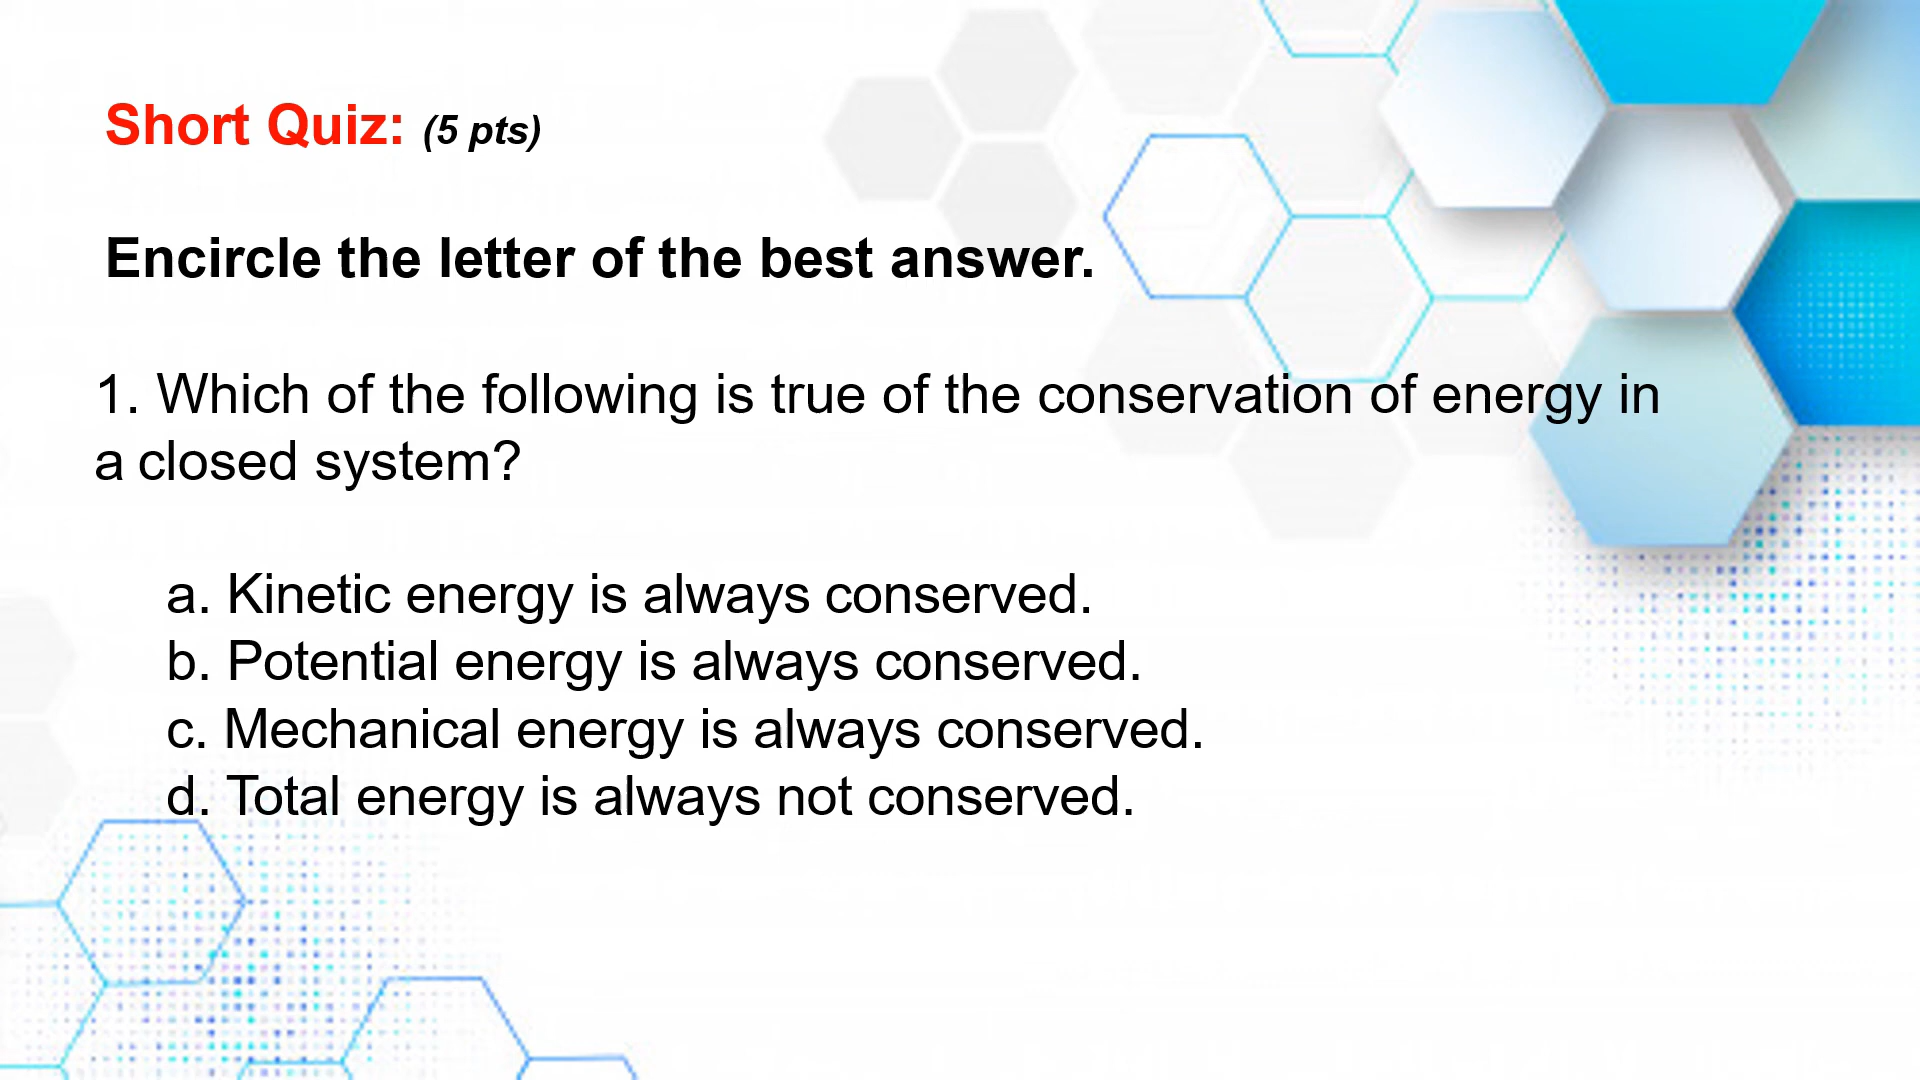 Short Quiz: (5 pts)
Encircle the letter of the best answer.
1. Which of the following is true of the conservation of energy in
a closed system?
a. Kinetic energy is always conserved.
b. Potential energy is always conserved.
c. Mechanical energy is always conserved.
d. Total energy is always not conserved.